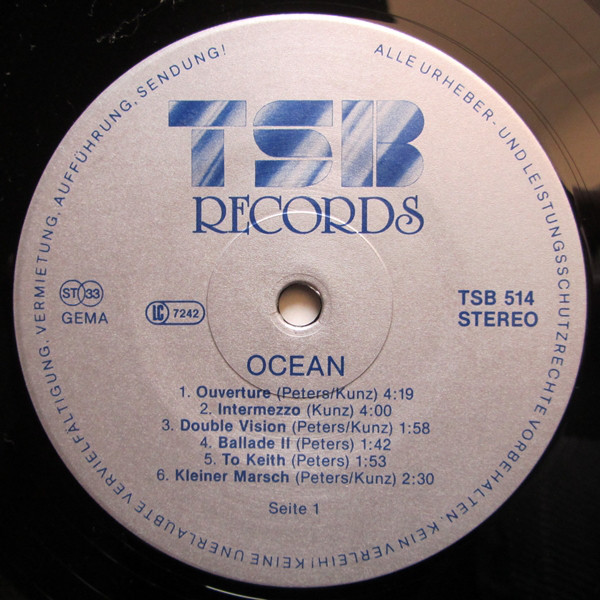 ALLE URHEBER- UND LEISTUNGSSCHUTZRECHTE VORBEHALTEN. KEIN VERLEIH! KEINE UNERLAUBTE VERVIELFÄLTIGUNG, VERMIETUNG, AUFFÜHRUNG, SENDUNG!
TSB
RECORDS
ST 33
GEMA
LC 7242
TSB 514
STEREO
OCEAN
1. Ouverture (Peters/Kunz) 4:19
2. Intermezzo (Kunz) 4:00
3. Double Vision (Peters/Kunz) 1:58
4. Ballade II (Peters) 1:42
5. To Keith (Peters) 1:53
6. Kleiner Marsch (Peters/Kunz) 2:30
Seite 1